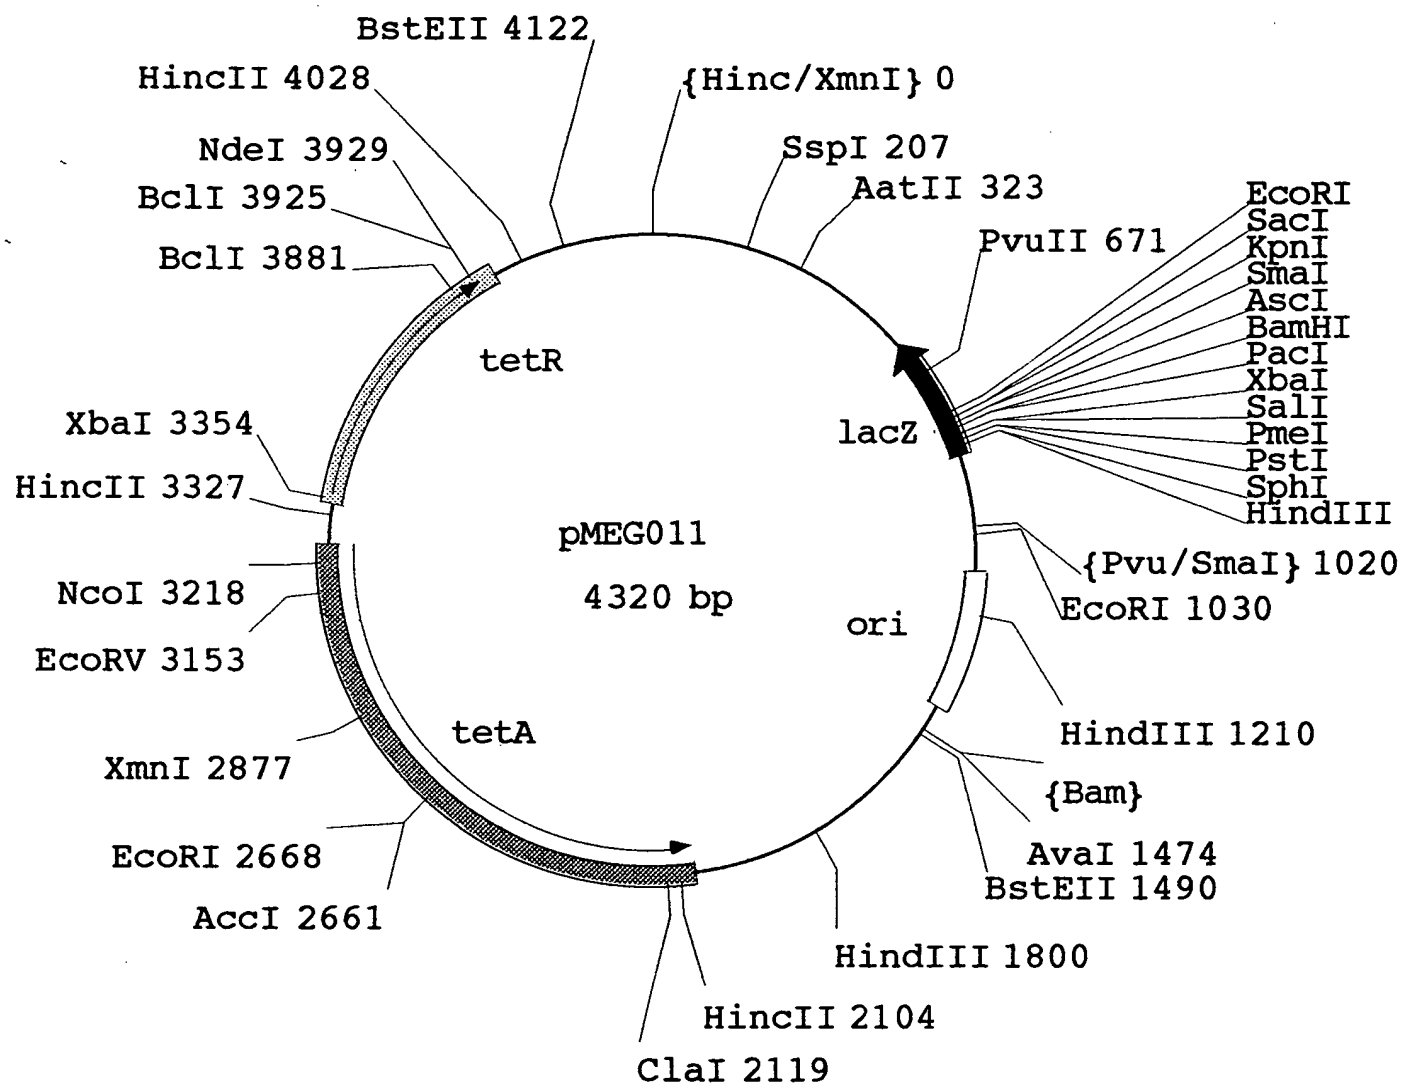 BstEII 4122
HincII 4028
{Hinc/XmnI} 0
NdeI 3929
SspI 207
BclI 3925
AatII 323
BclI 3881
PvuII 671
EcoRI
SacI
KpnI
SmaI
AscI
BamHI
PacI
XbaI
SalI
PmeI
PstI
SphI
HindIII
tetR
lacZ
XbaI 3354
HincII 3327
pMEG011
4320 bp
{Pvu/SmaI} 1020
EcoRI 1030
NcoI 3218
ori
EcoRV 3153
tetA
HindIII 1210
XmnI 2877
{Bam}
EcoRI 2668
AvaI 1474
BstEII 1490
AccI 2661
HindIII 1800
HincII 2104
ClaI 2119